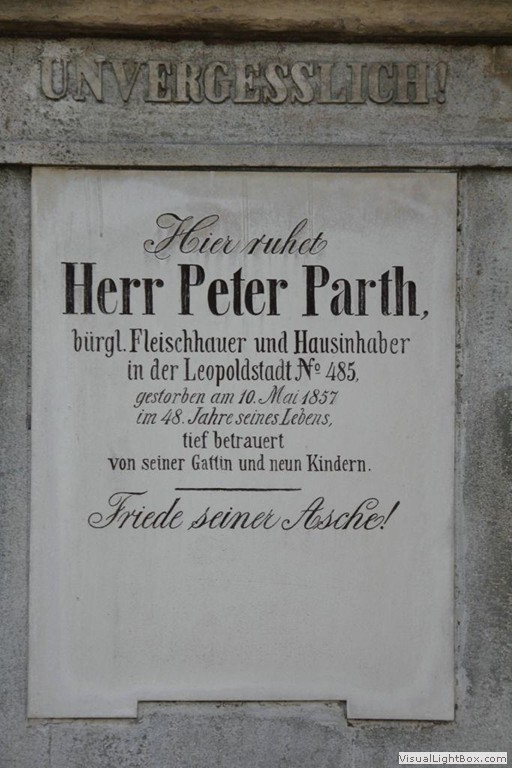 UNVERGESSLICH!
Hier ruhet
Herr Peter Parth,
bürgl. Fleischhauer und Hausinhaber
in der Leopoldstadt No 485,
gestorben am 10. Mai 1857
im 48. Jahre seines Lebens,
tief betrauert
von seiner Gattin und neun Kindern.
Friede seiner Asche!
VisualLightBox.com